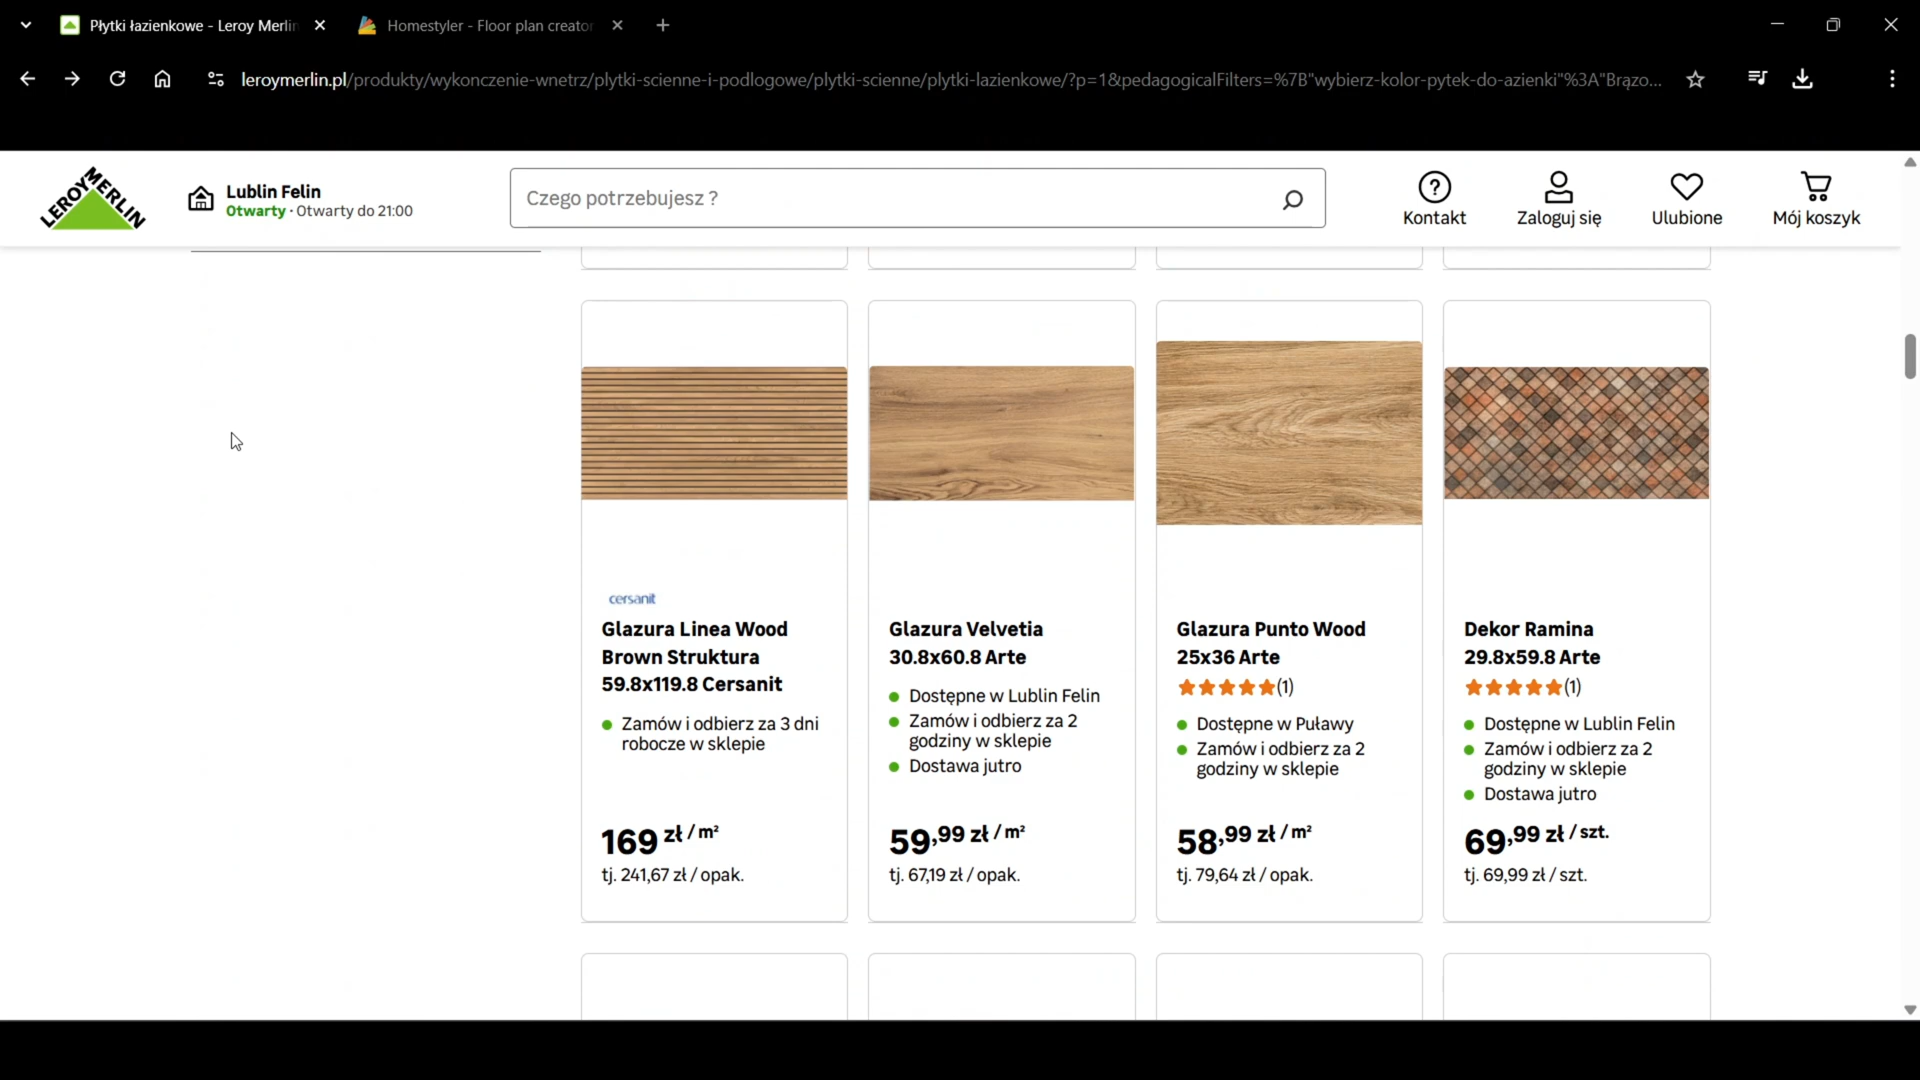 Płytki łazienkowe - Leroy Merlin
Homestyler - Floor plan creator
leroymerlin.pl/produkty/wykonczenie-wnetrz/plytki-scienne-i-podlogowe/plytki-scienne/plytki-lazienkowe/?p=1&pedagogicalFilters=%7B"wybierz-kolor-pytek-do-azienki"%3A"Brązo...
LEROY MERLIN
Lublin Felin
Otwarty · Otwarty do 21:00
Czego potrzebujesz ?
Kontakt
Zaloguj się
Ulubione
Mój koszyk
cersanit
Glazura Linea Wood
Brown Struktura
59.8x119.8 Cersanit
Zamów i odbierz za 3 dni
robocze w sklepie
169 zł / m²
tj. 241,67 zł / opak.
Glazura Velvetia
30.8x60.8 Arte
Dostępne w Lublin Felin
Zamów i odbierz za 2
godziny w sklepie
Dostawa jutro
59,99 zł / m²
tj. 67,19 zł / opak.
Glazura Punto Wood
25x36 Arte
(1)
Dostępne w Puławy
Zamów i odbierz za 2
godziny w sklepie
58,99 zł / m²
tj. 79,64 zł / opak.
Dekor Ramina
29.8x59.8 Arte
(1)
Dostępne w Lublin Felin
Zamów i odbierz za 2
godziny w sklepie
Dostawa jutro
69,99 zł / szt.
tj. 69,99 zł / szt.